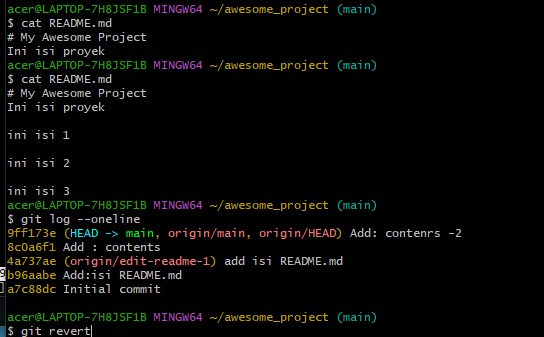 acer@LAPTOP-7H8JSF1B MINGW64 ~/awesome_project (main)
$ cat README.md
# My Awesome Project
Ini isi proyek
acer@LAPTOP-7H8JSF1B MINGW64 ~/awesome_project (main)
$ cat README.md
# My Awesome Project
Ini isi proyek
ini isi 1
ini isi 2
ini isi 3
acer@LAPTOP-7H8JSF1B MINGW64 ~/awesome_project (main)
$ git log --oneline
9ff173e (HEAD -> main, origin/main, origin/HEAD) Add: contenrs -2
8c0a6f1 Add : contents
4a737ae (origin/edit-readme-1) add isi README.md
b96aabe Add:isi README.md
a7c88dc Initial commit
acer@LAPTOP-7H8JSF1B MINGW64 ~/awesome_project (main)
$ git revert